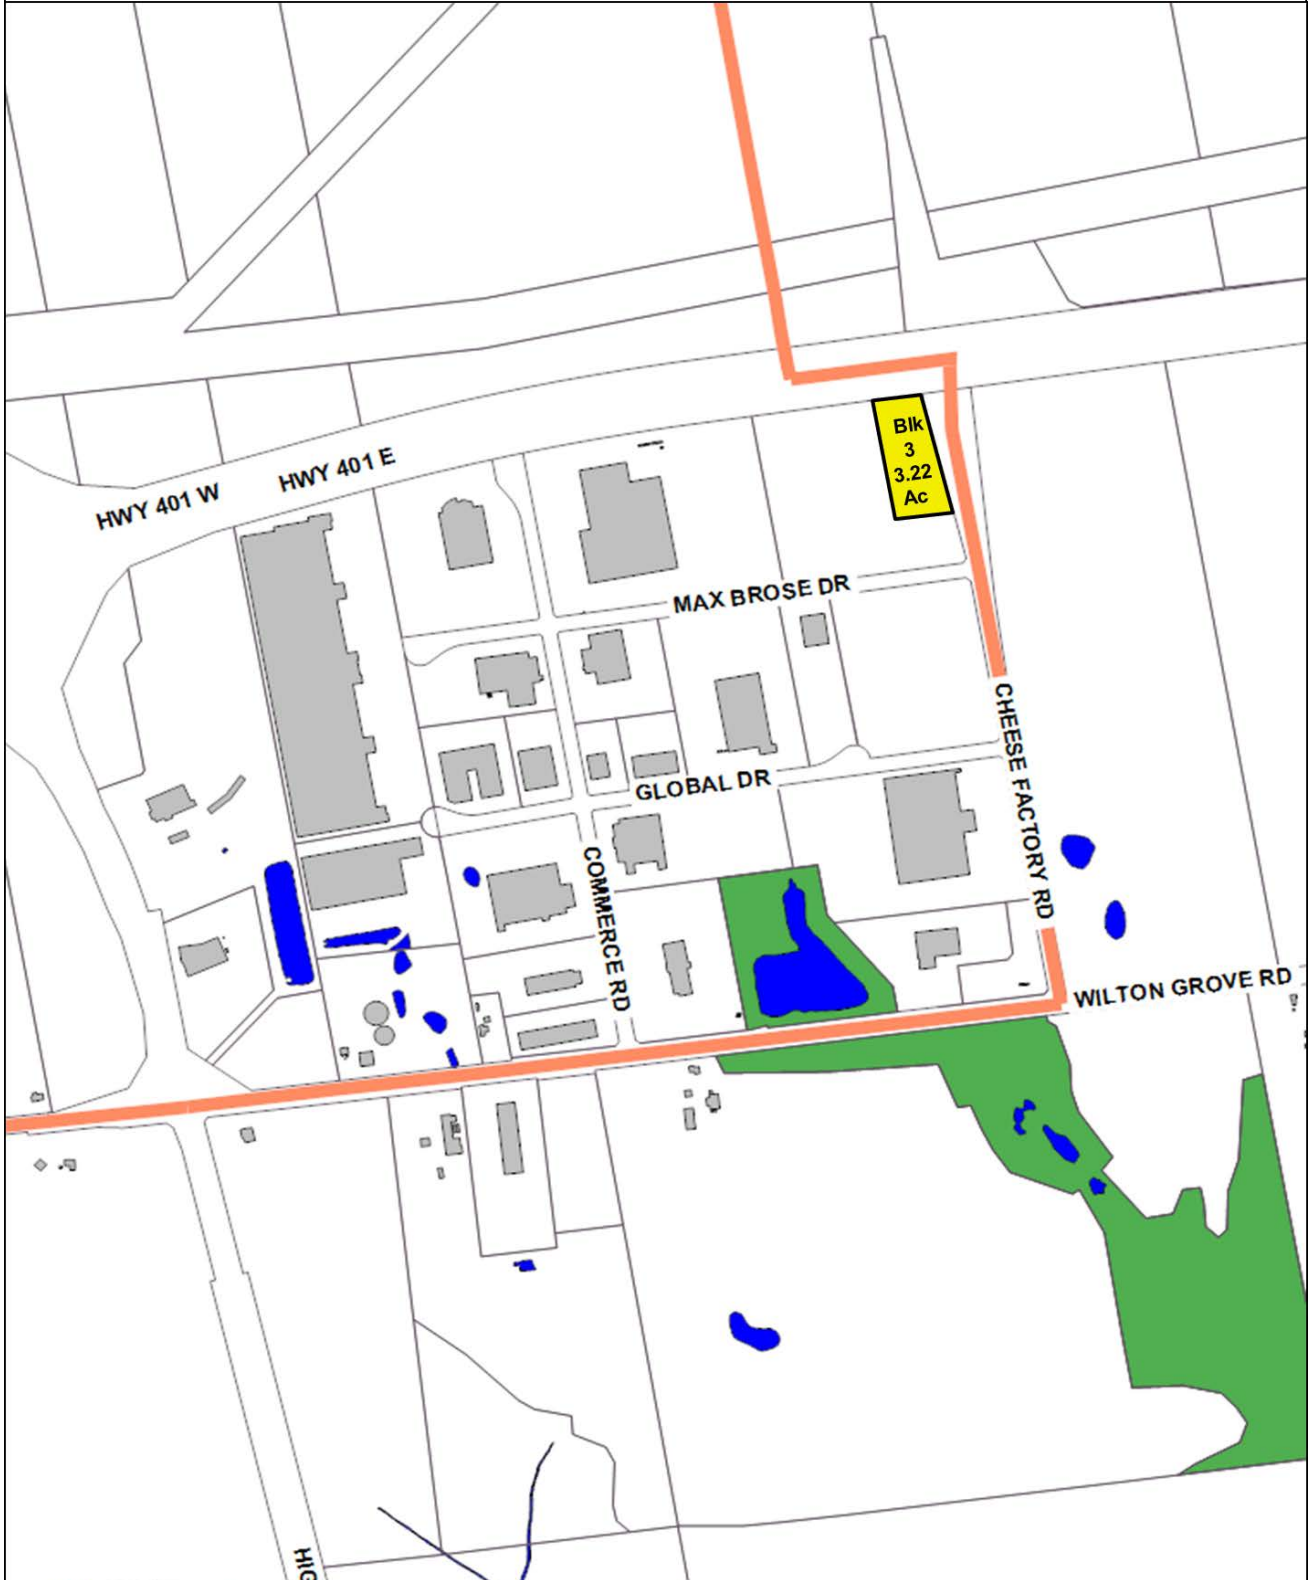 Blk
3
3.22
Ac
HWY 401 W
HWY 401 E
MAX BROSE DR
CHEESE FACTORY RD
GLOBAL DR
COMMERCE RD
WILTON GROVE RD
HIG